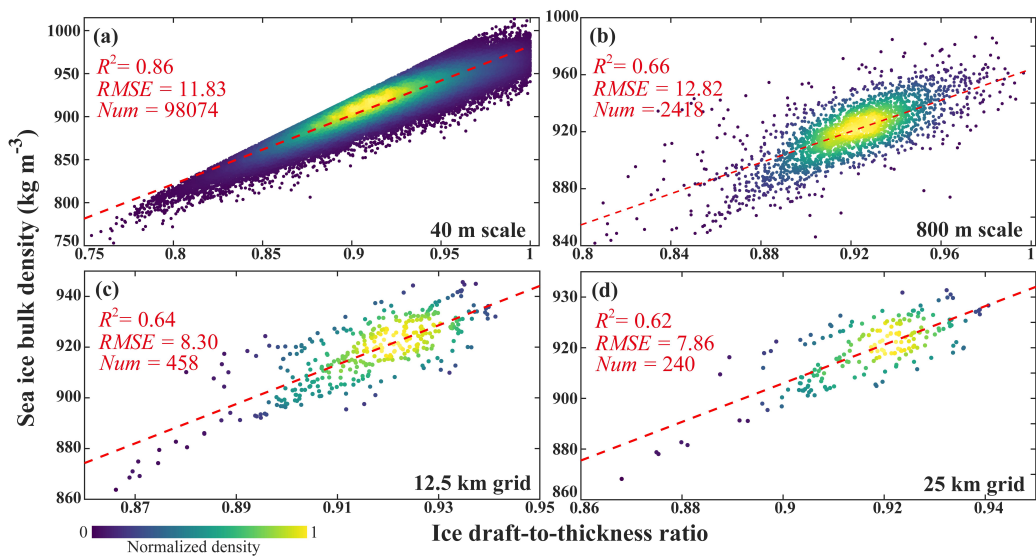 Sea ice bulk density (kg m⁻³)
(a)
R²= 0.86
RMSE = 11.83
Num = 98074
40 m scale
1000
950
900
850
800
750
0.75
0.8
0.85
0.9
0.95
1
(b)
R²= 0.66
RMSE = 12.82
Num = 2418
800 m scale
1000
960
920
880
840
0.8
0.84
0.88
0.92
0.96
1
(c)
R²= 0.64
RMSE = 8.30
Num = 458
12.5 km grid
940
920
900
880
860
0.87
0.89
0.91
0.93
0.95
(d)
R²= 0.62
RMSE = 7.86
Num = 240
25 km grid
930
920
900
880
860
0.86
0.88
0.9
0.92
0.94
0
1
Normalized density
Ice draft-to-thickness ratio